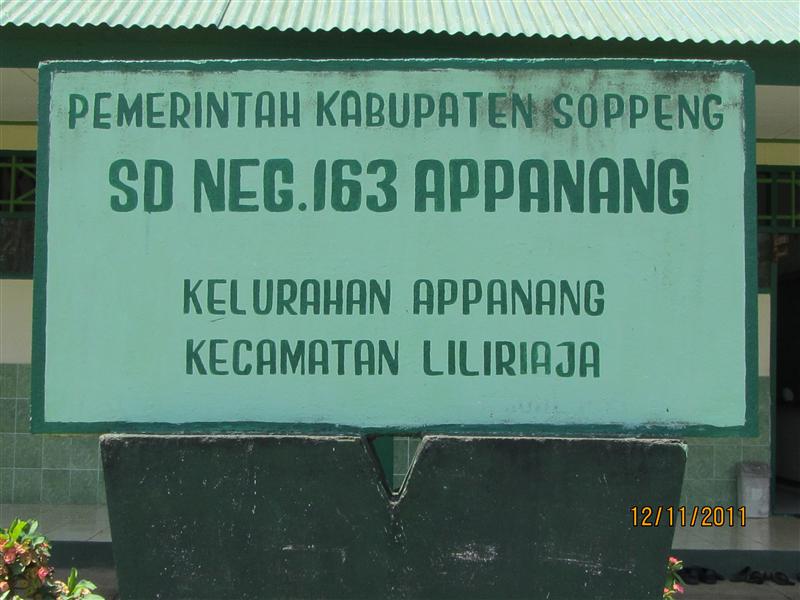 PEMERINTAH KABUPATEN SOPPENG
SD NEG.163 APPANANG
KELURAHAN APPANANG
KECAMATAN LILIRIAJA
12/11/2011